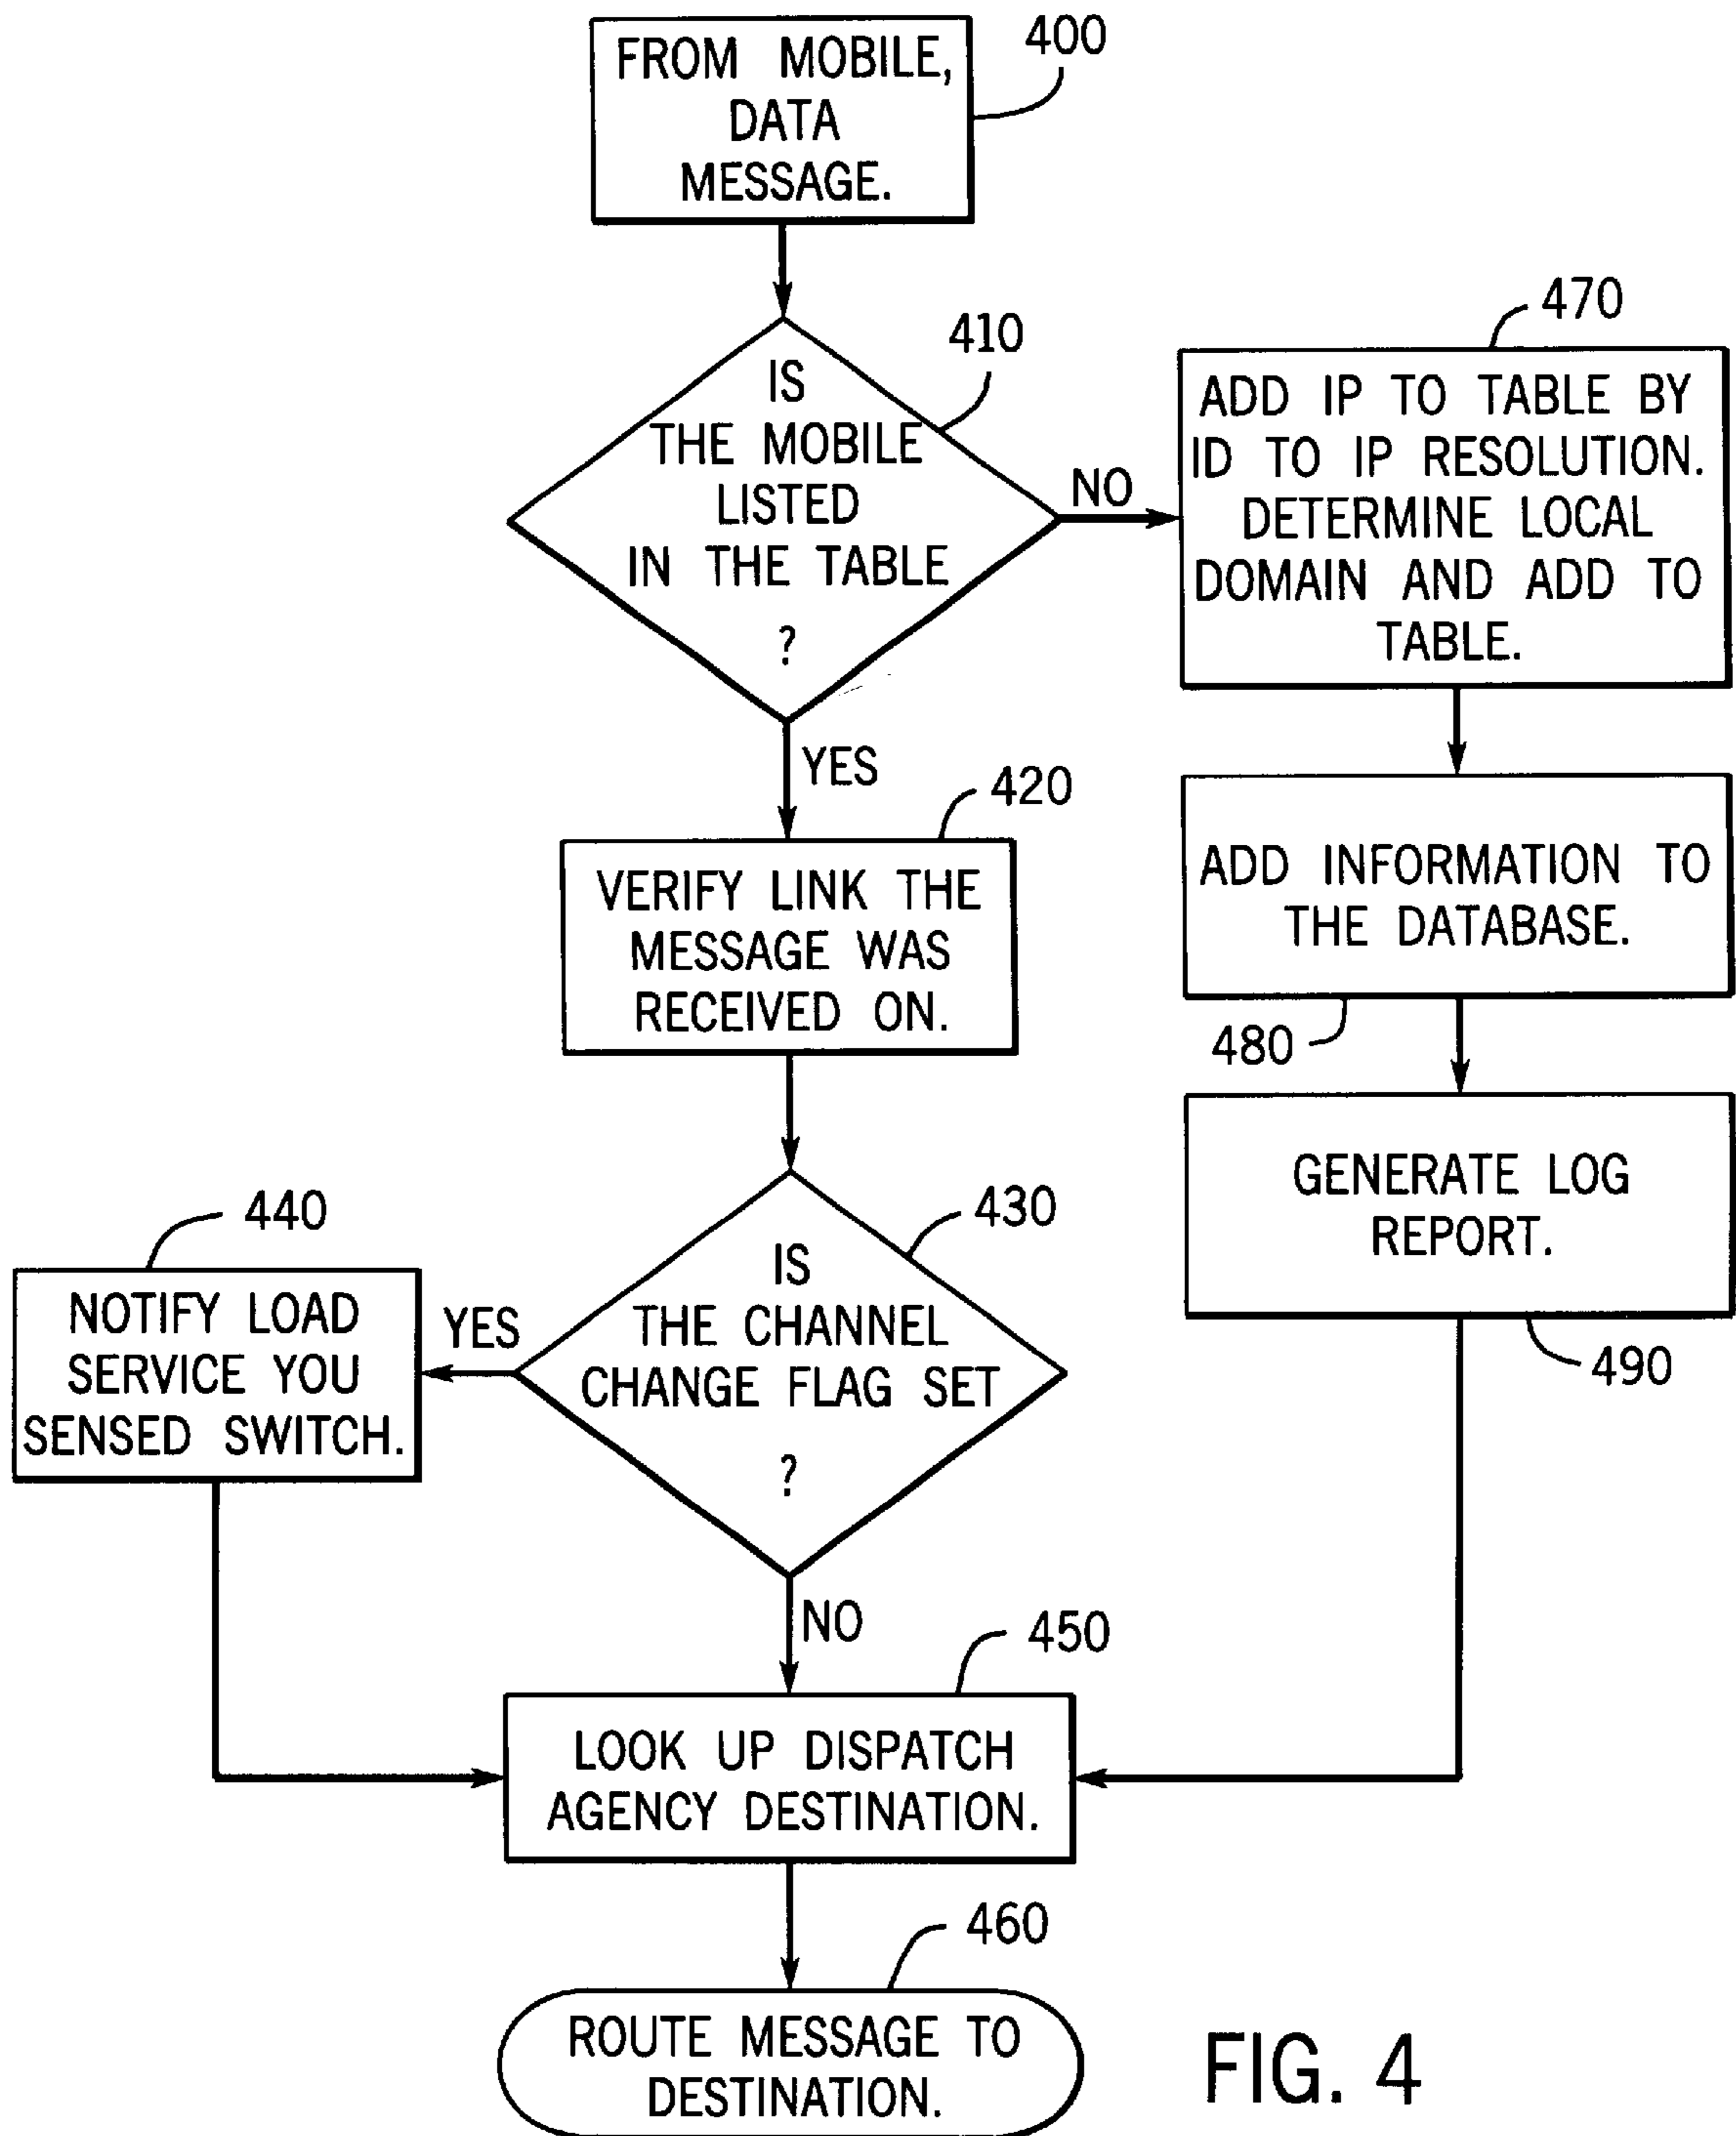 FROM MOBILE,
DATA
MESSAGE.
400
IS
THE MOBILE
LISTED
IN THE TABLE
?
410
NO
YES
470
ADD IP TO TABLE BY
ID TO IP RESOLUTION.
DETERMINE LOCAL
DOMAIN AND ADD TO
TABLE.
420
VERIFY LINK THE
MESSAGE WAS
RECEIVED ON.
ADD INFORMATION TO
THE DATABASE.
480
GENERATE LOG
REPORT.
490
430
IS
THE CHANNEL
CHANGE FLAG SET
?
YES
NO
440
NOTIFY LOAD
SERVICE YOU
SENSED SWITCH.
450
LOOK UP DISPATCH
AGENCY DESTINATION.
460
ROUTE MESSAGE TO
DESTINATION.
FIG. 4